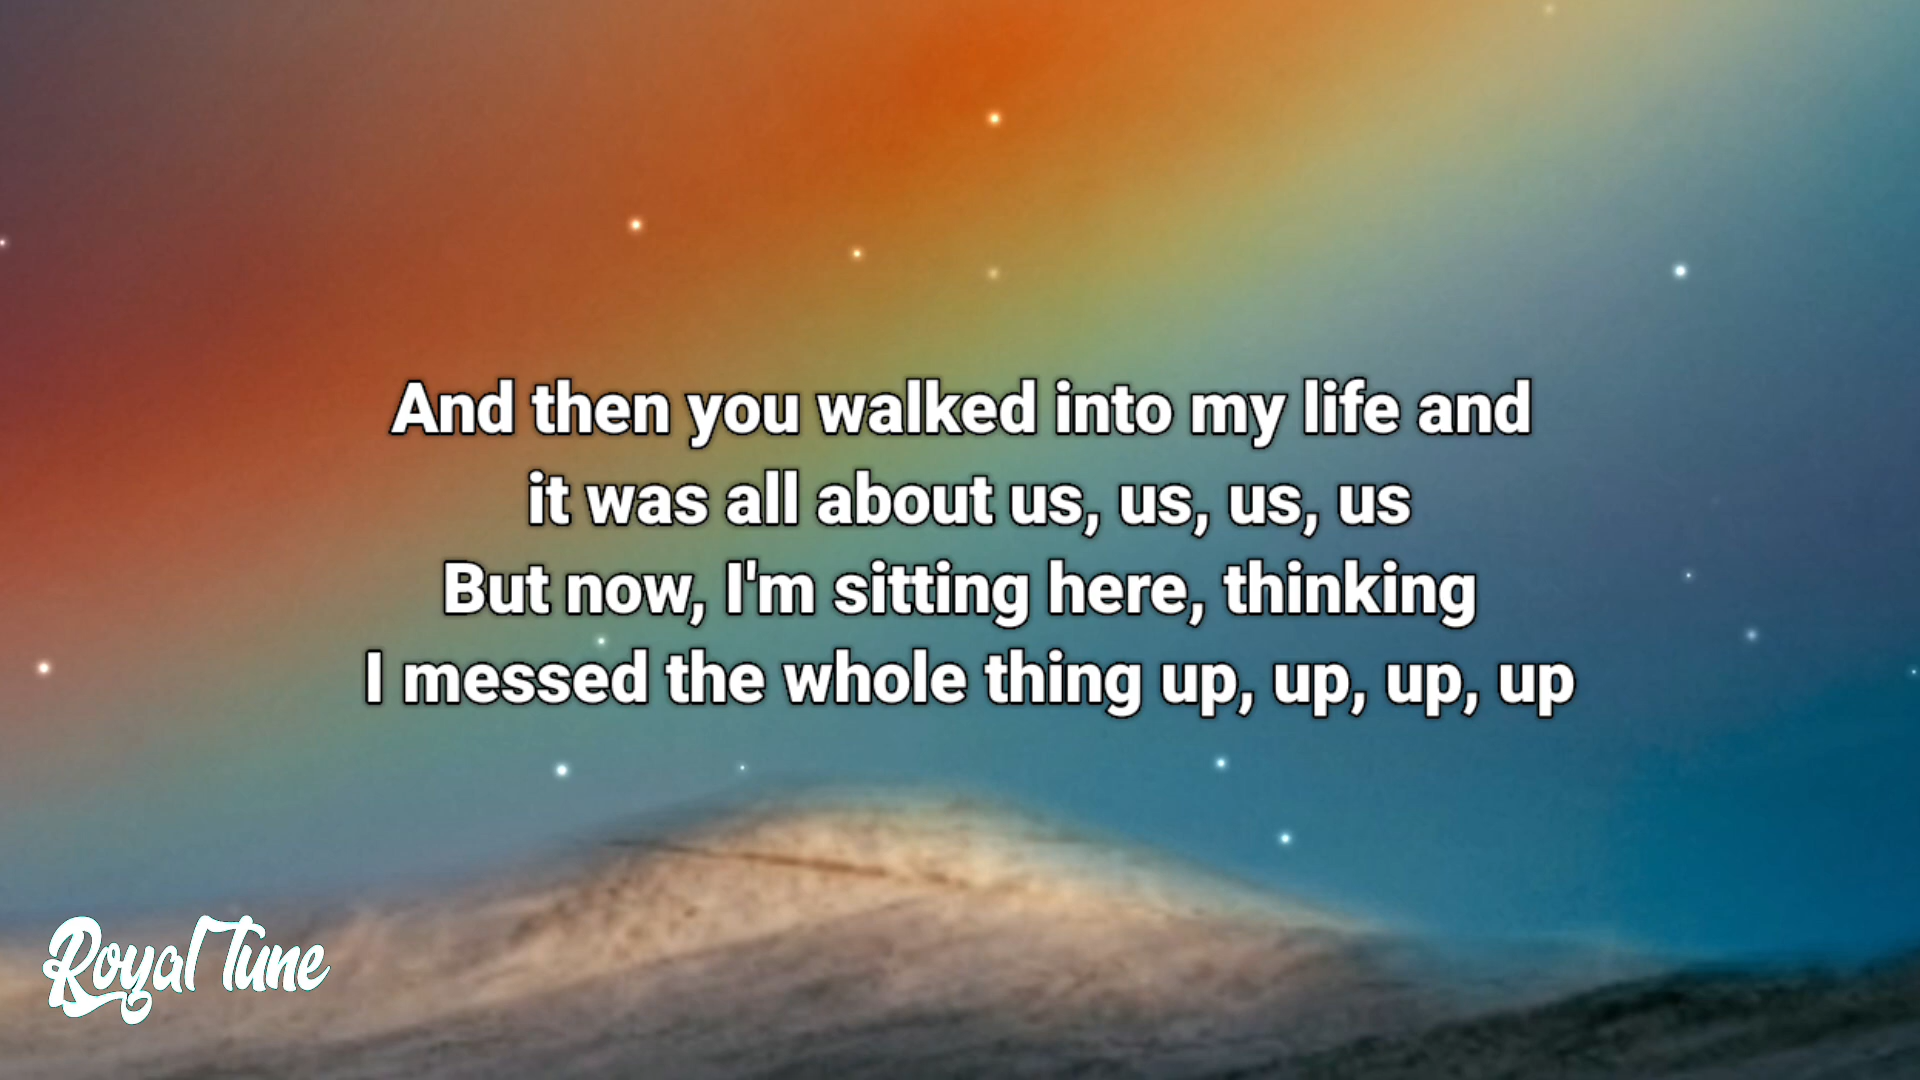 And then you walked into my life and
it was all about us, us, us, us
But now, I'm sitting here, thinking
I messed the whole thing up, up, up, up
Royal Tune